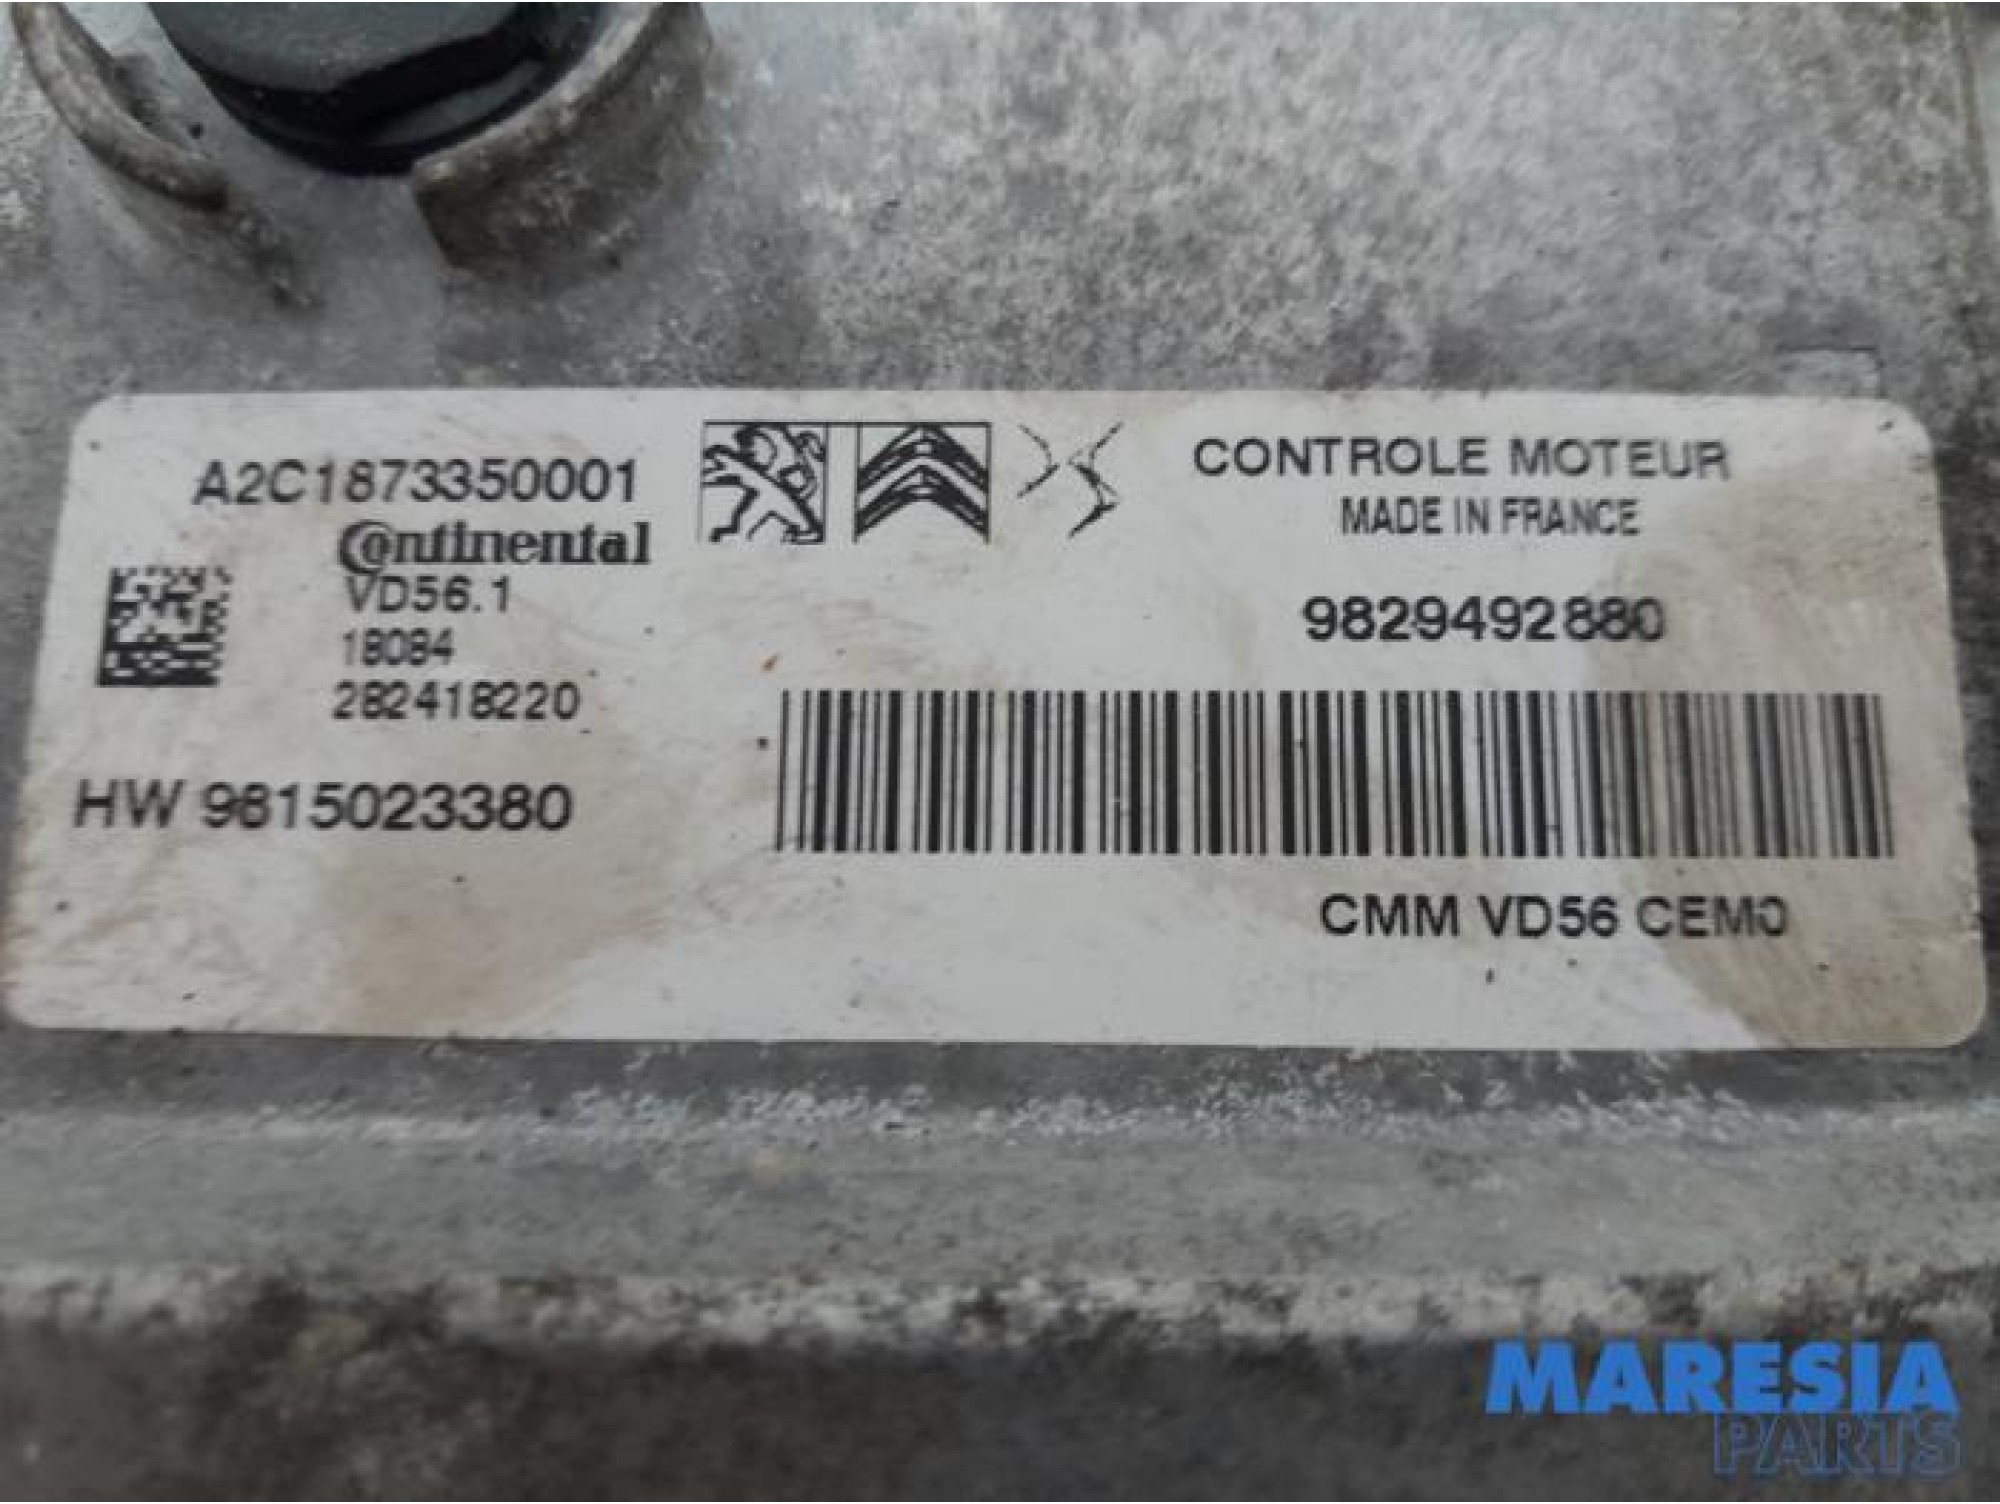 A2C1873350001
Continental
VD56.1
18084
282418220
HW 9815023380
CONTROLE MOTEUR
MADE IN FRANCE
9829492880
CMM VD56 CEM0
MARESIA
PARTS